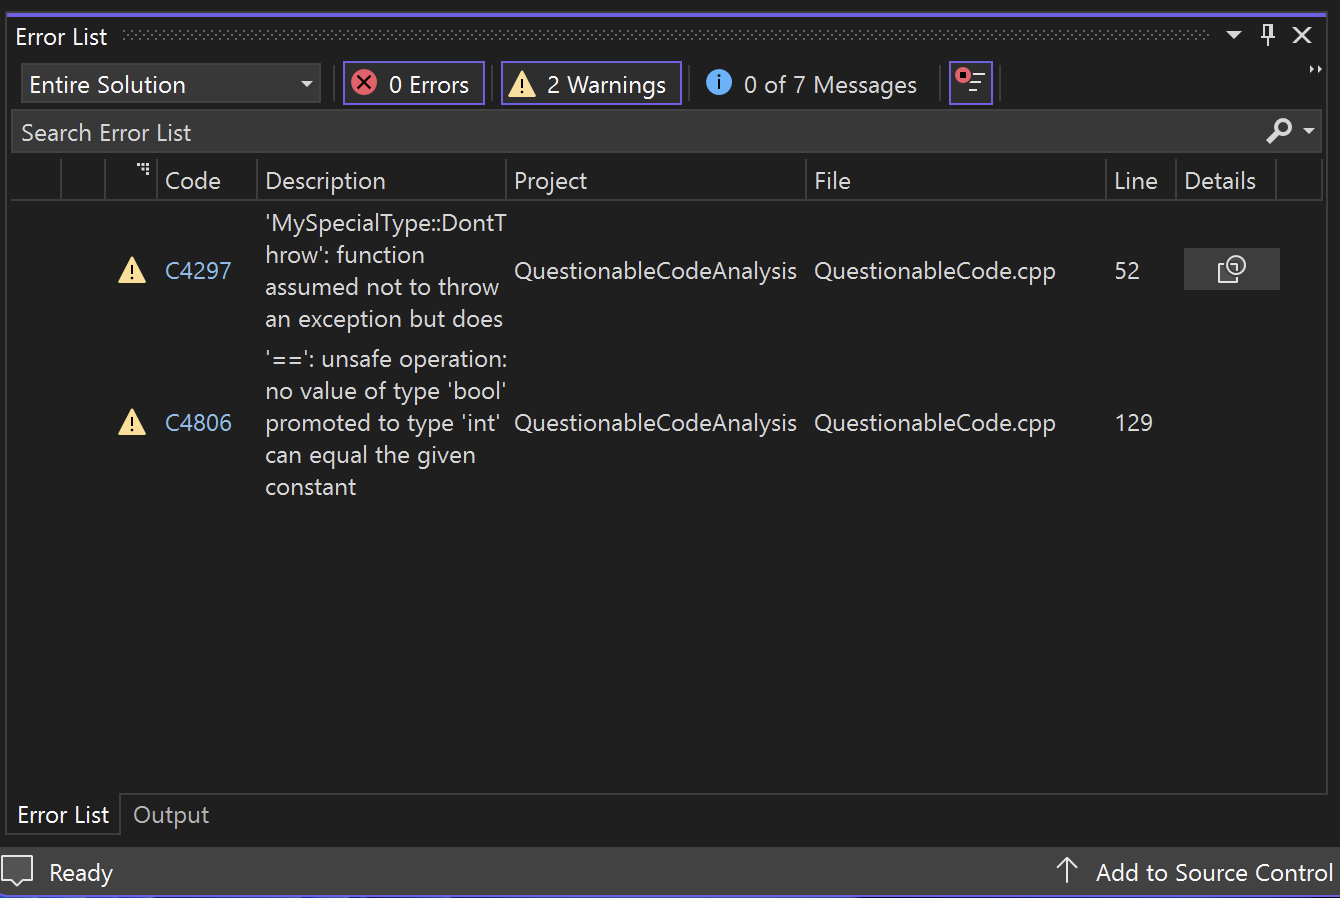 Error List
Entire Solution 0 Errors 2 Warnings 0 of 7 Messages
Search Error List
Code Description Project File Line Details
'MySpecialType::DontT
hrow': function
C4297 QuestionableCodeAnalysis QuestionableCode.cpp 52
assumed not to throw
an exception but does
'==': unsafe operation:
no value of type 'bool'
C4806 promoted to type 'int' QuestionableCodeAnalysis QuestionableCode.cpp 129
can equal the given
constant
Error List Output
Ready Add to Source Control